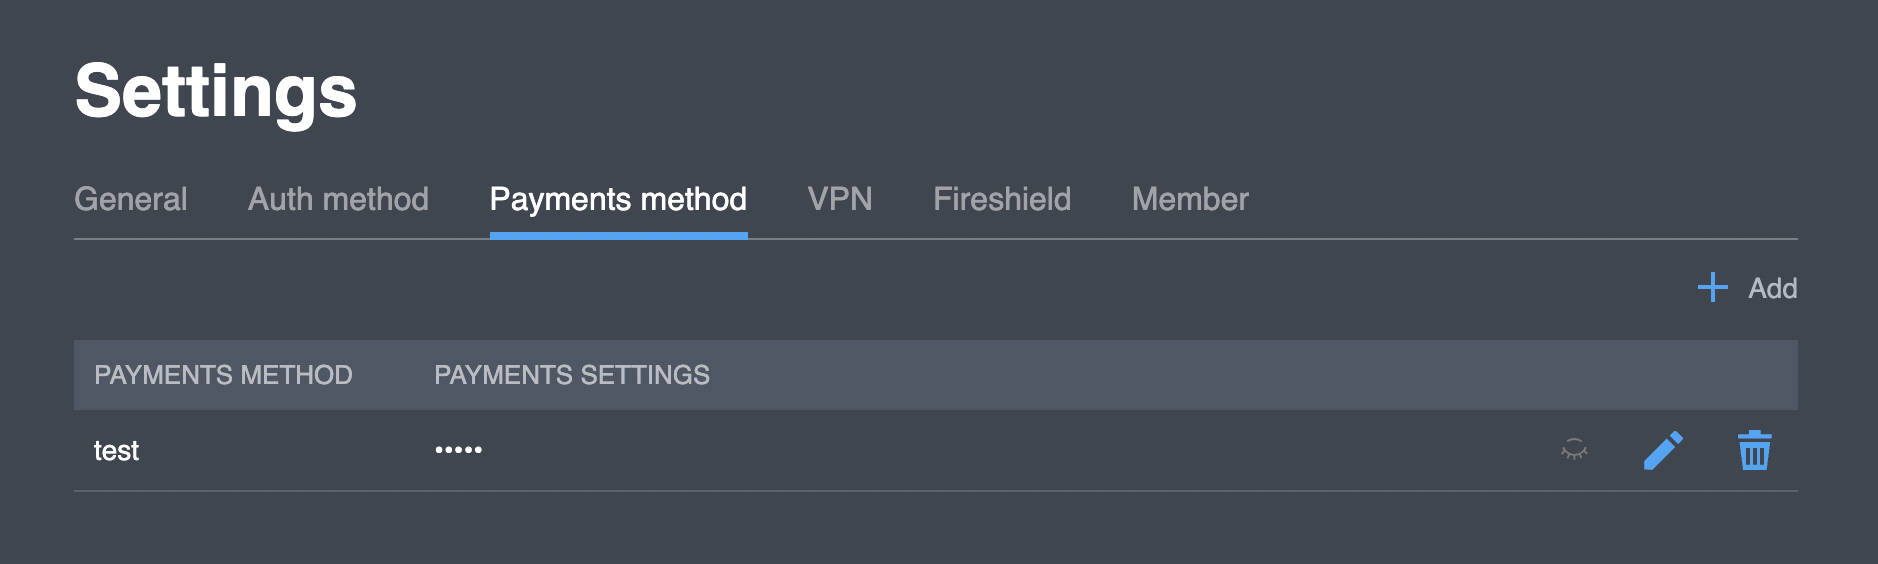 Settings
General Auth method Payments method VPN Fireshield Member
Add
PAYMENTS METHOD PAYMENTS SETTINGS
test •••••